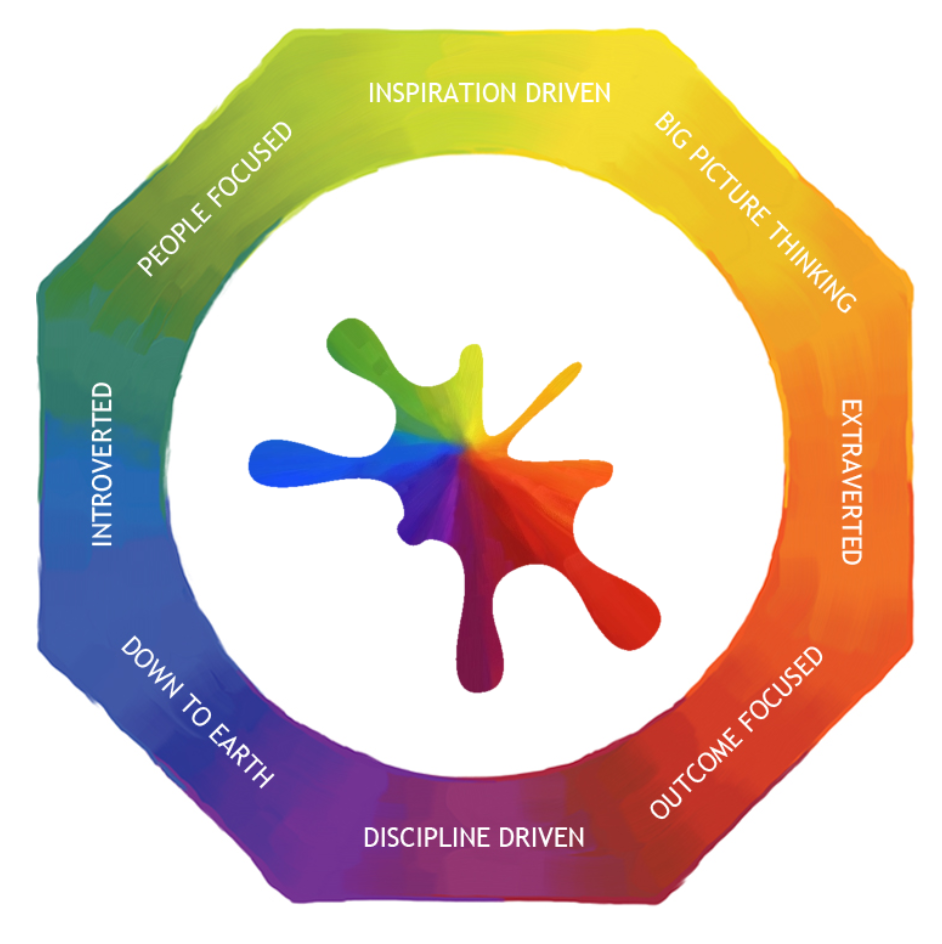 INSPIRATION DRIVEN
BIG PICTURE THINKING
EXTRAVERTED
OUTCOME FOCUSED
DISCIPLINE DRIVEN
DOWN TO EARTH
INTROVERTED
PEOPLE FOCUSED